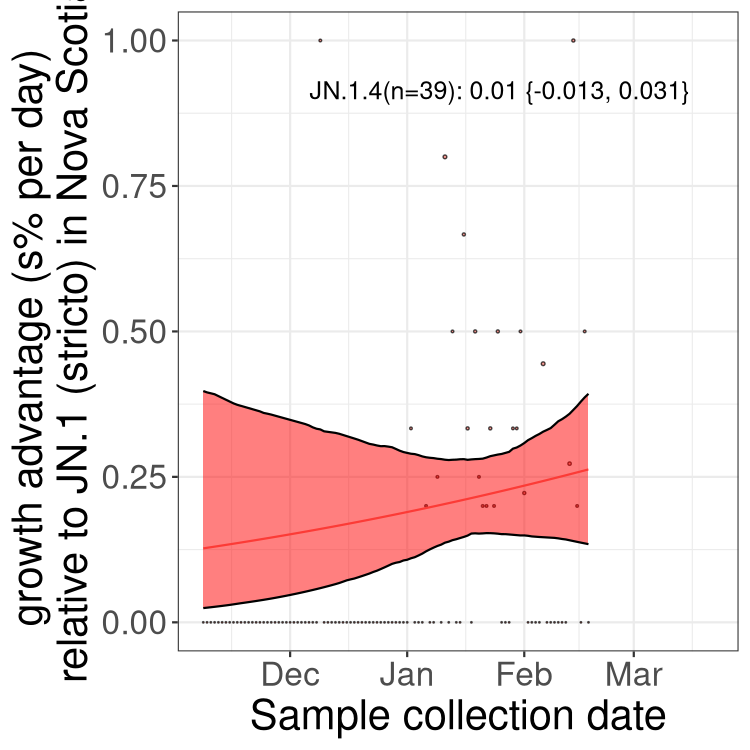 growth advantage (s% per day)
relative to JN.1 (stricto) in Nova Scotia
1.00
JN.1.4(n=39): 0.01 {-0.013, 0.031}
0.75
0.50
0.25
0.00
Dec Jan Feb Mar
Sample collection date